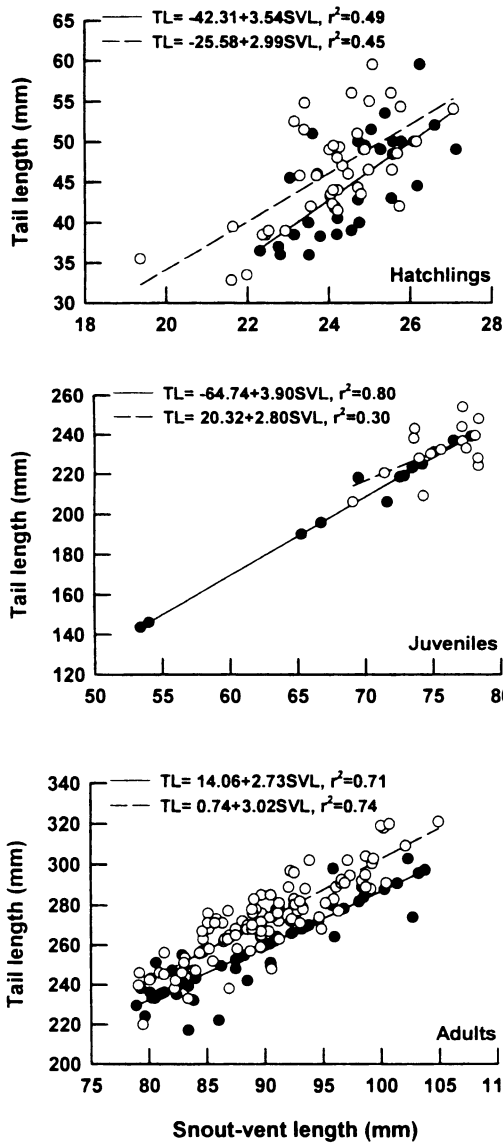 TL= -42.31+3.54SVL, r²=0.49
TL= -25.58+2.99SVL, r²=0.45
65
60
55
50
45
40
35
30
Tail length (mm)
Hatchlings
18 20 22 24 26 28
TL= -64.74+3.90SVL, r²=0.80
TL= 20.32+2.80SVL, r²=0.30
260
240
220
200
180
160
140
120
Tail length (mm)
Juveniles
50 55 60 65 70 75 80
TL= 14.06+2.73SVL, r²=0.71
TL= 0.74+3.02SVL, r²=0.74
340
320
300
280
260
240
220
200
Tail length (mm)
Adults
75 80 85 90 95 100 105 11
Snout-vent length (mm)